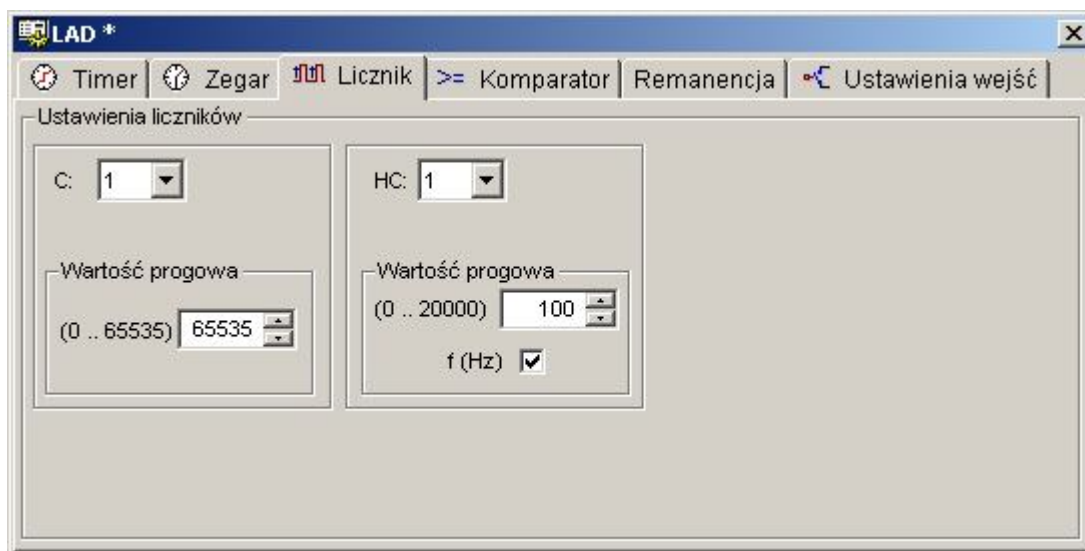 LAD *
Timer Zegar Licznik >= Komparator Remanencja Ustawienia wejść
Ustawienia liczników
C: 1 HC: 1
Wartość progowa Wartość progowa
(0 .. 65535) 65535 (0 .. 20000) 100
f (Hz)